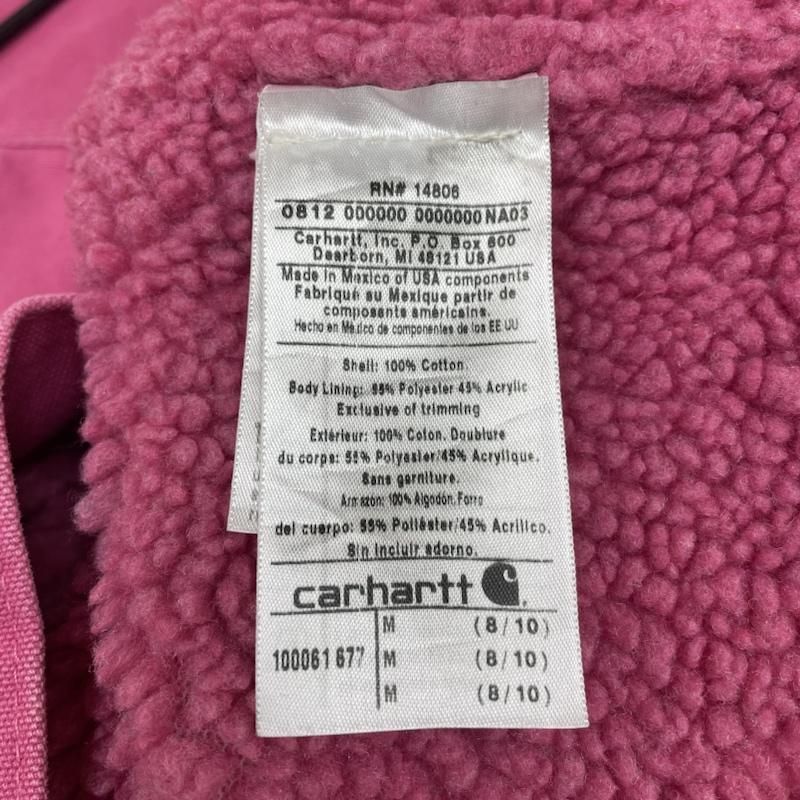 RN# 14806
0812 000000 0000000 NA03
Carhartt, Inc. P.O. Box 600
Dearborn, MI 48121 USA
Made in Mexico of USA components
Fabriqué au Mexique partir de
composants américains.
Hecho en México de componentes de los EE UU
Shell: 100% Cotton
Body Lining: 55% Polyester 45% Acrylic
Exclusive of trimming
Extérieur: 100% Coton. Doublure
du corps: 55% Polyester/45% Acrylique.
Sans garniture.
Armazon: 100% Algodón. Forro
del cuerpo: 55% Poliéster/45% Acrílico.
Sin incluir adorno.
carhartt
100061 677 M (8/10)
M (8/10)
M (8/10)